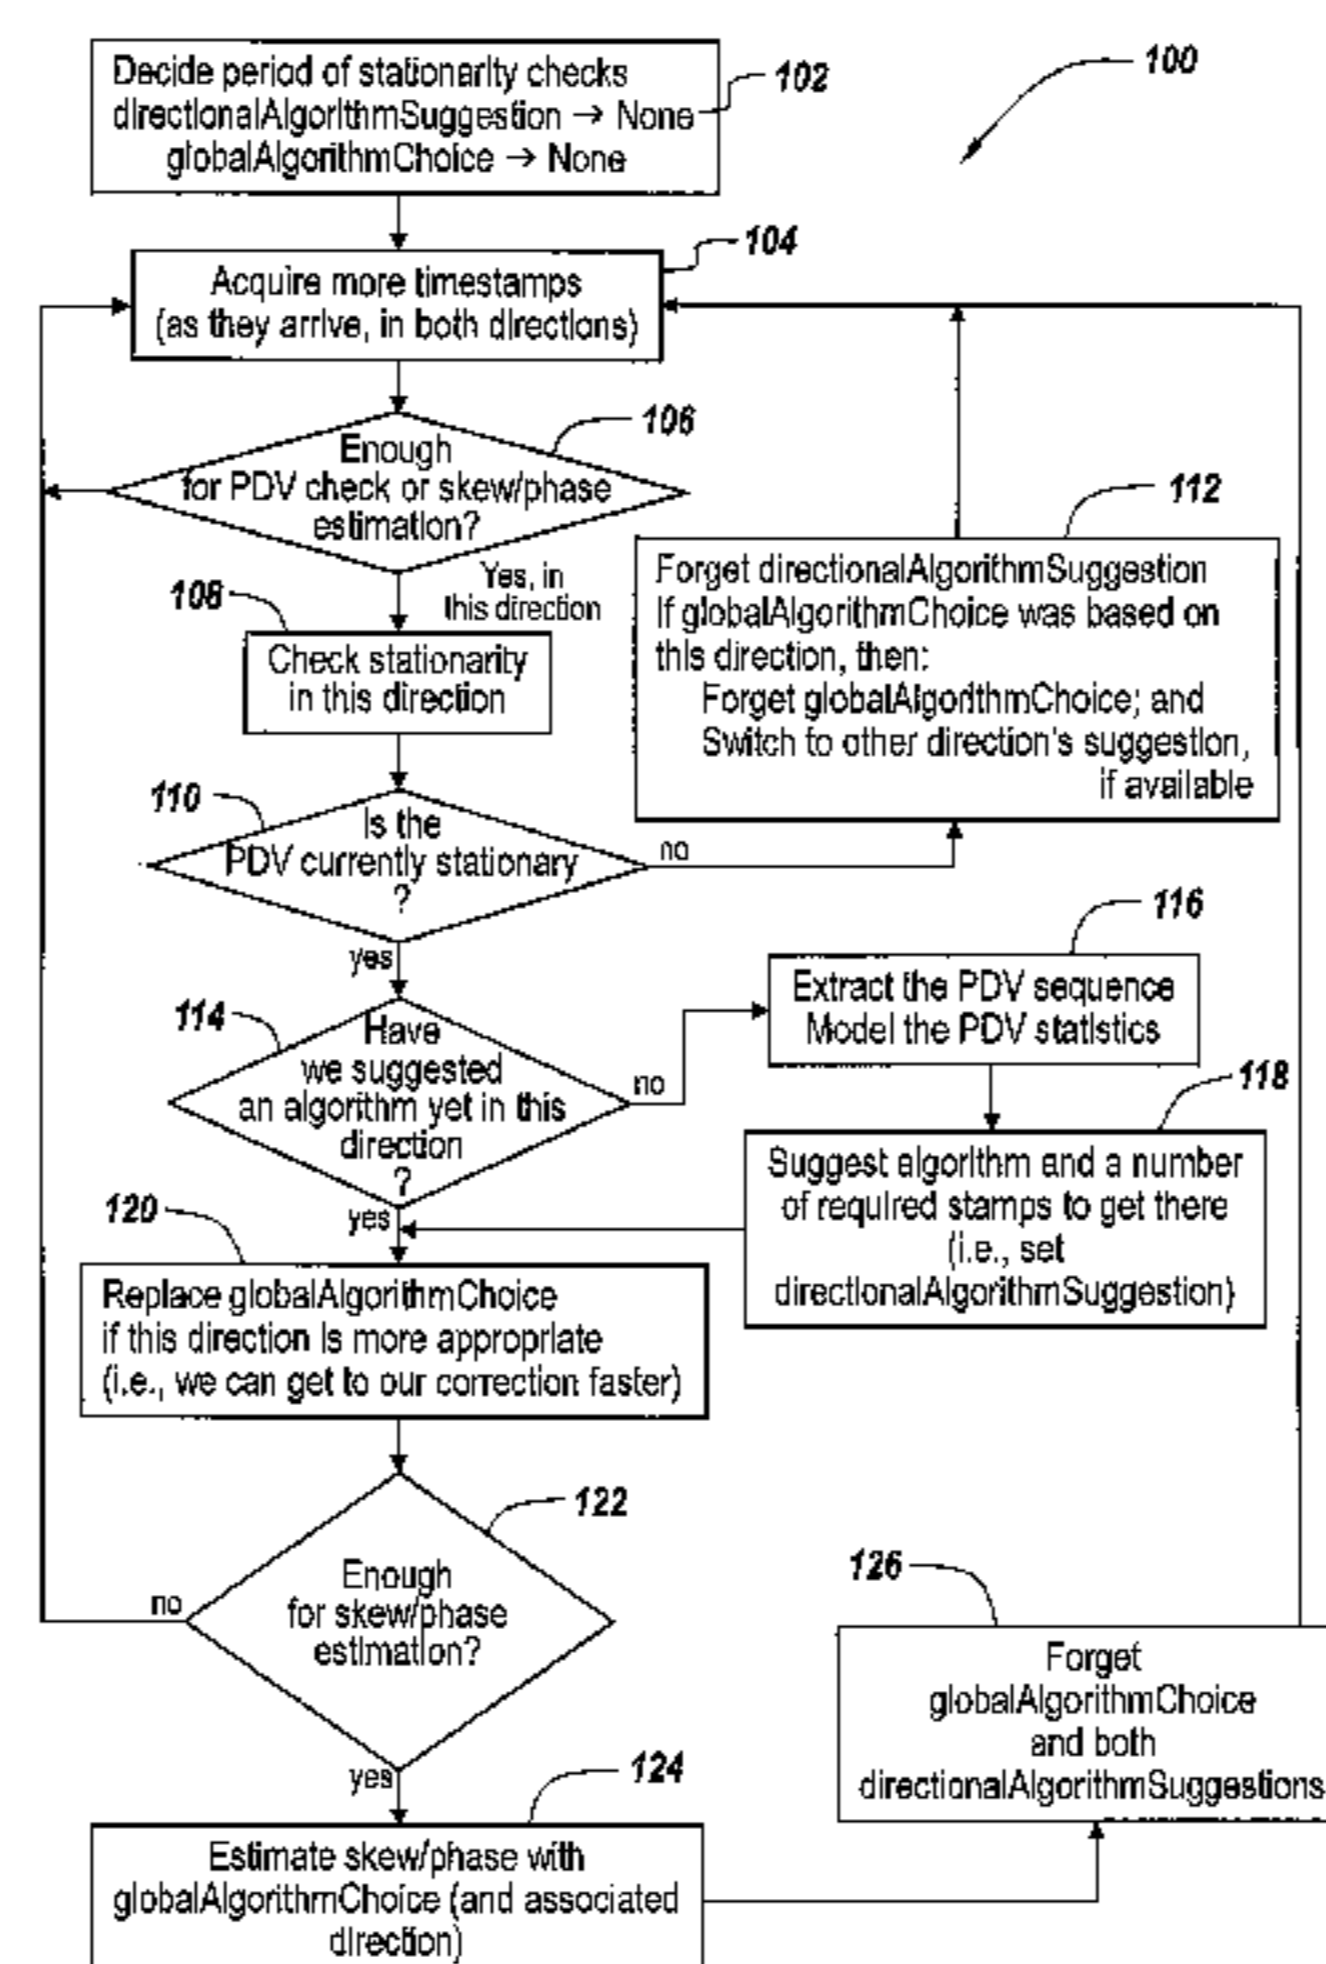 100
Decide period of stationarity checks
directionalAlgorithmSuggestion → None
globalAlgorithmChoice → None
102
104
Acquire more timestamps
(as they arrive, in both directions)
106
Enough
for PDV check or skew/phase
estimation?
Yes, in
this direction
108
Check stationarity
in this direction
112
Forget directionalAlgorithmSuggestion
If globalAlgorithmChoice was based on
this direction, then:
Forget globalAlgorithmChoice; and
Switch to other direction's suggestion,
if available
110
Is the
PDV currently stationary
?
no
yes
114
Have
we suggested
an algorithm yet in this
direction
?
no
yes
116
Extract the PDV sequence
Model the PDV statistics
118
Suggest algorithm and a number
of required stamps to get there
(i.e., set
directionalAlgorithmSuggestion)
120
Replace globalAlgorithmChoice
if this direction is more appropriate
(i.e., we can get to our correction faster)
122
Enough
for skew/phase
estimation?
no
yes
124
Estimate skew/phase with
globalAlgorithmChoice (and associated
direction)
126
Forget
globalAlgorithmChoice
and both
directionalAlgorithmSuggestions